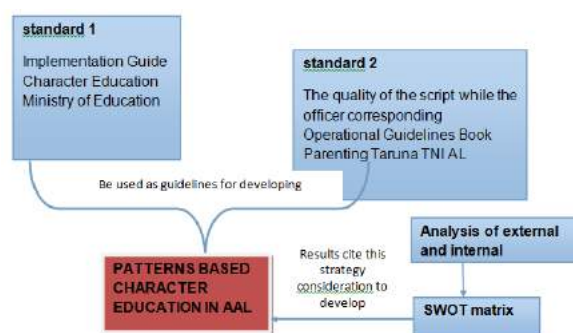 standard 1
Implementation Guide
Character Education
Ministry of Education
standard 2
The quality of the script while the
officer corresponding
Operational Guidelines Book
Parenting Taruna TNI AL
Be used as guidelines for developing
PATTERNS BASED
CHARACTER
EDUCATION IN AAL
Results cite this
strategy
consideration to
develop
Analysis of external
and internal
SWOT matrix